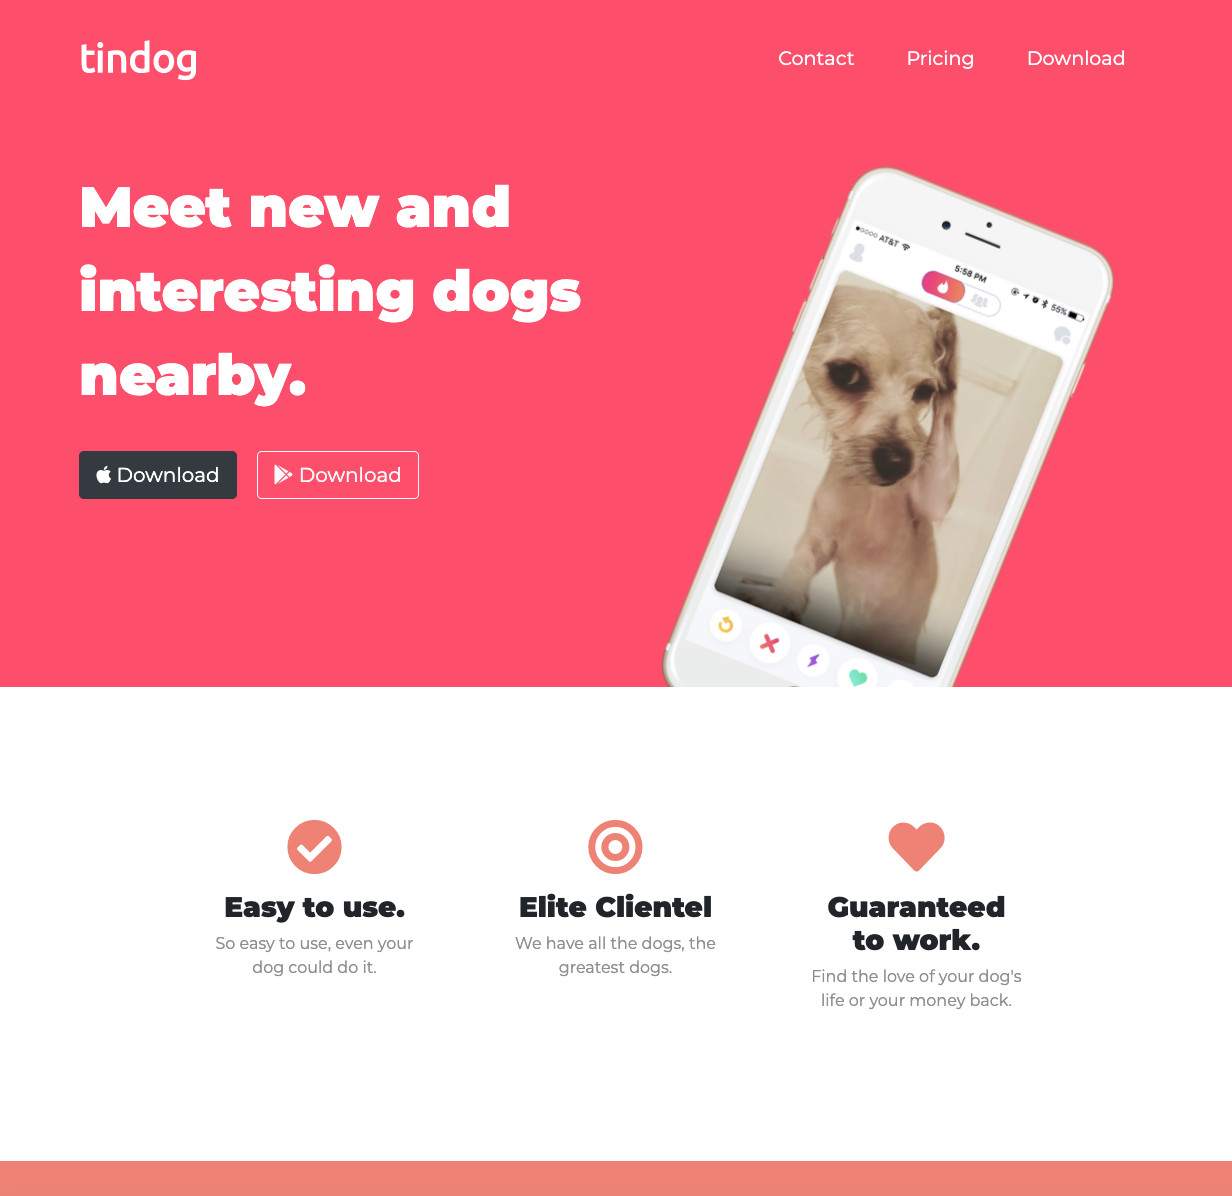 tindog
Contact Pricing Download
Meet new and
interesting dogs
nearby.
Download Download
AT&T 5:58 PM 55%
Easy to use.
So easy to use, even your
dog could do it.
Elite Clientel
We have all the dogs, the
greatest dogs.
Guaranteed
to work.
Find the love of your dog's
life or your money back.